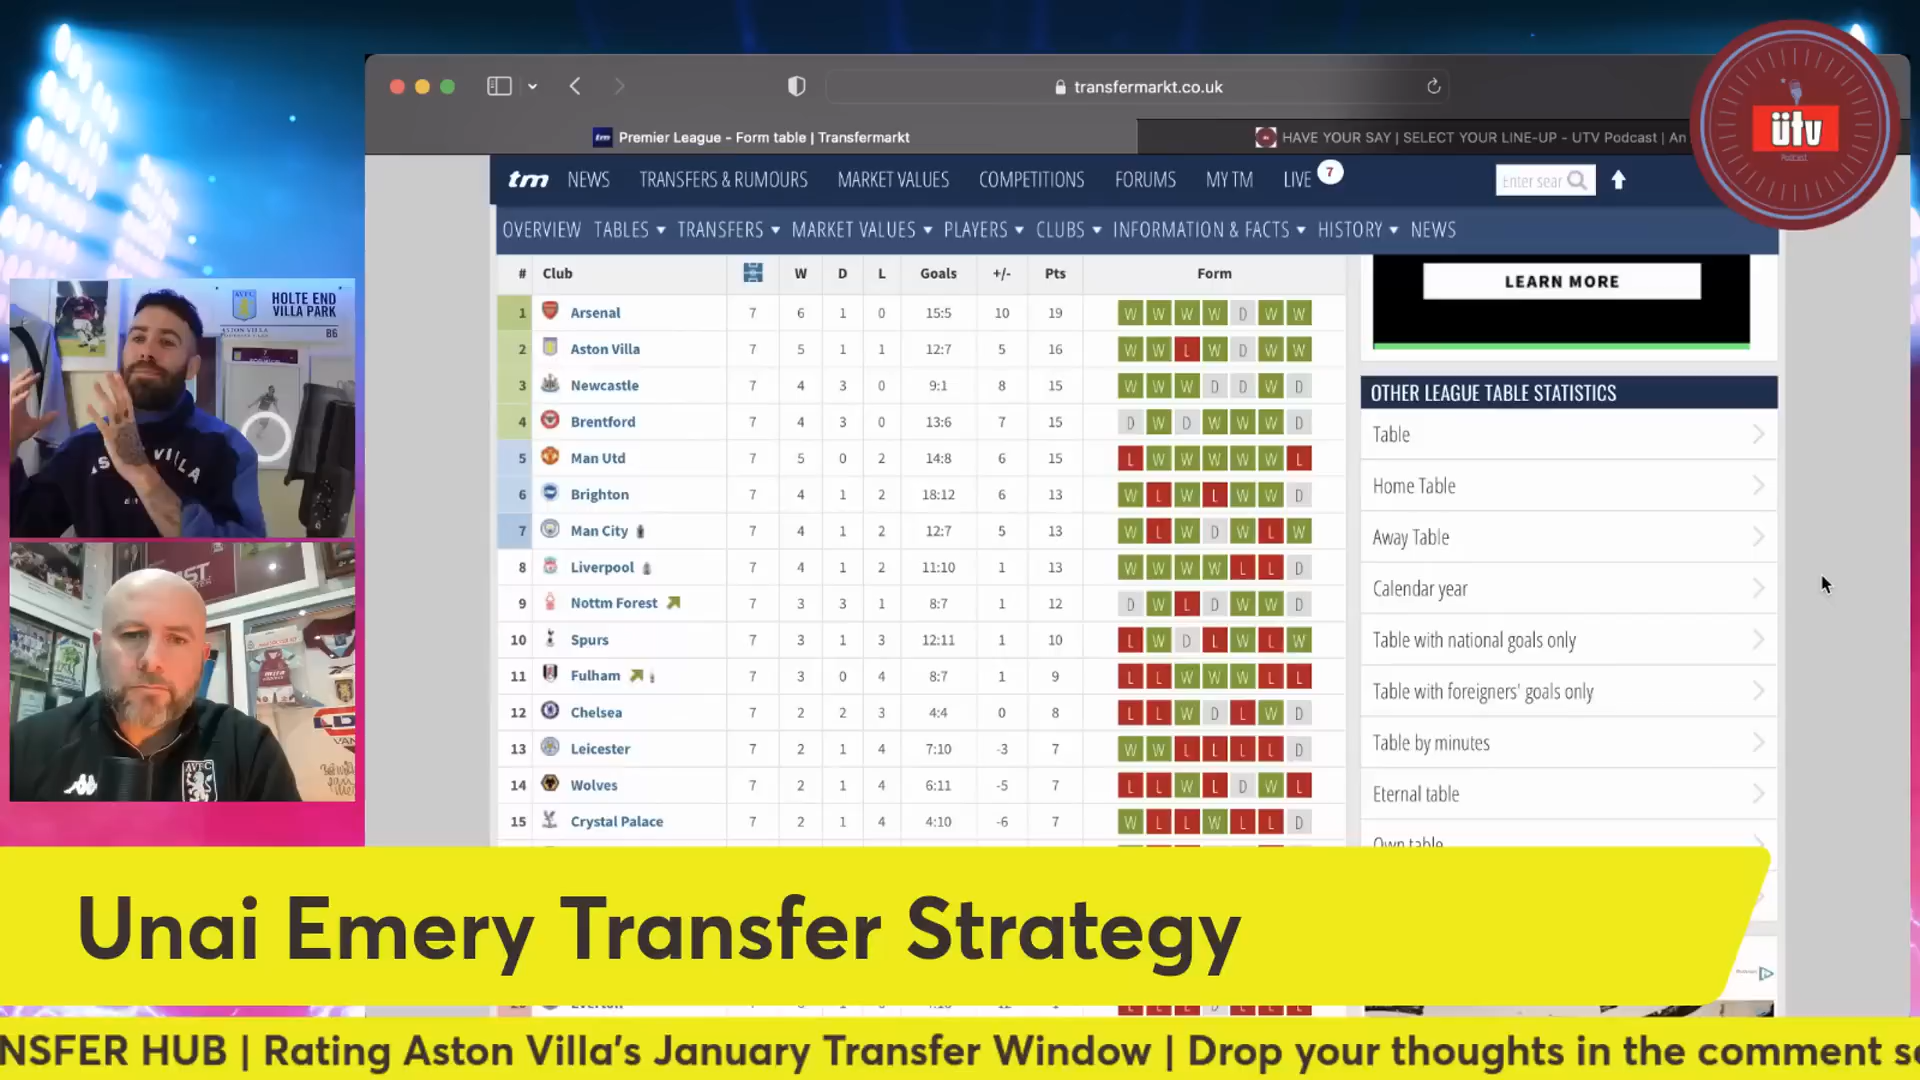 transfermarkt.co.uk
tm Premier League - Form table | Transfermarkt
HAVE YOUR SAY | SELECT YOUR LINE-UP - UTV Podcast | An
ütv
Podcast
tm NEWS TRANSFERS & RUMOURS MARKET VALUES COMPETITIONS FORUMS MY TM LIVE 7 Enter sear
OVERVIEW TABLES TRANSFERS MARKET VALUES PLAYERS CLUBS INFORMATION & FACTS HISTORY NEWS
# Club W D L Goals +/- Pts Form
1 Arsenal 7 6 1 0 15:5 10 19 W W W W D W W
2 Aston Villa 7 5 1 1 12:7 5 16 W W L W D W W
3 Newcastle 7 4 3 0 9:1 8 15 W W W D D W D
4 Brentford 7 4 3 0 13:6 7 15 D W D W W W D
5 Man Utd 7 5 0 2 14:8 6 15 L W W W W W L
6 Brighton 7 4 1 2 18:12 6 13 W L W L W W D
7 Man City 7 4 1 2 12:7 5 13 W L W D W L W
8 Liverpool 7 4 1 2 11:10 1 13 W W W W L L D
9 Nottm Forest 7 3 3 1 8:7 1 12 D W L D W W D
10 Spurs 7 3 1 3 12:11 1 10 L W D L W L W
11 Fulham 7 3 0 4 8:7 1 9 L L W W W L L
12 Chelsea 7 2 2 3 4:4 0 8 L L W D L W D
13 Leicester 7 2 1 4 7:10 -3 7 W W L L L L D
14 Wolves 7 2 1 4 6:11 -5 7 L L W L D W L
15 Crystal Palace 7 2 1 4 4:10 -6 7 W L L W L L D
LEARN MORE
OTHER LEAGUE TABLE STATISTICS
Table
Home Table
Away Table
Calendar year
Table with national goals only
Table with foreigners' goals only
Table by minutes
Eternal table
Own table
HOLTE END
VILLA PARK
ASTON VILLA
B6
AVFC
Unai Emery Transfer Strategy
NSFER HUB | Rating Aston Villa's January Transfer Window | Drop your thoughts in the comment se